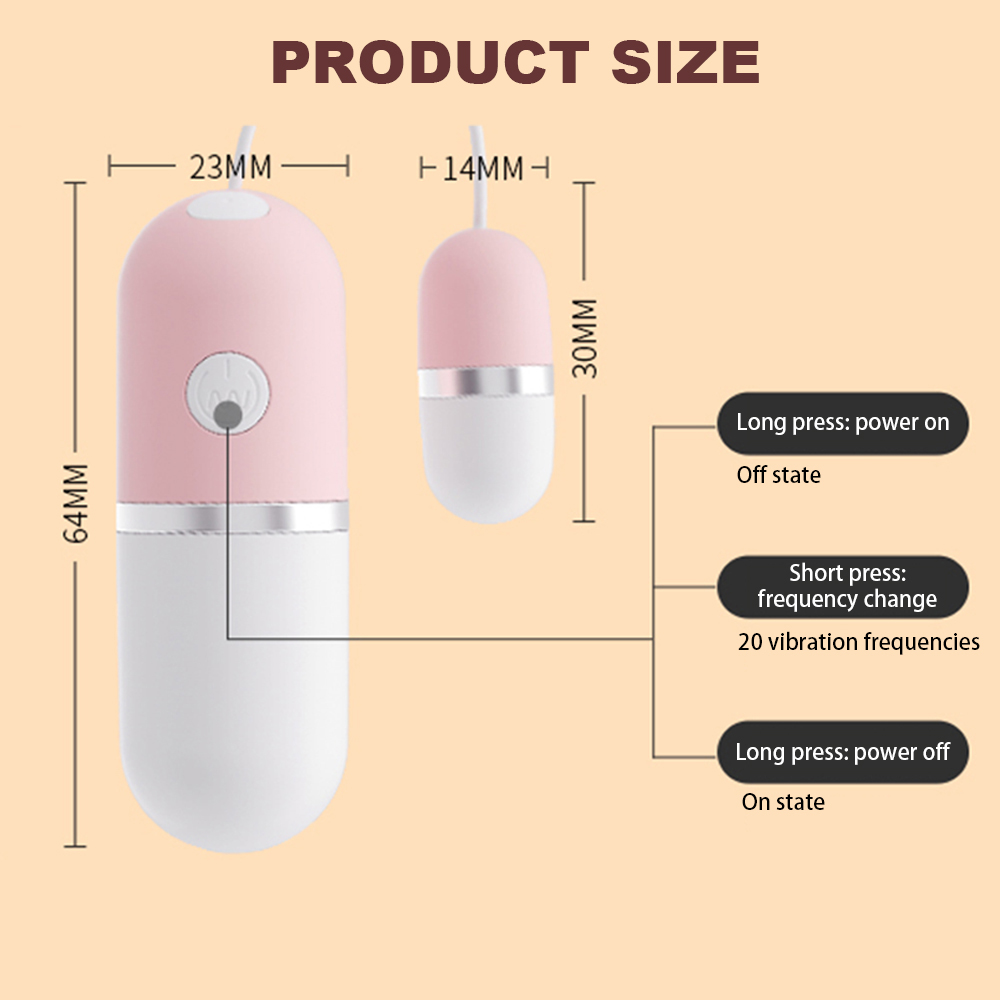 PRODUCT SIZE
23MM
14MM
64MM
30MM
Long press: power on
Off state
Short press:
frequency change
20 vibration frequencies
Long press: power off
On state